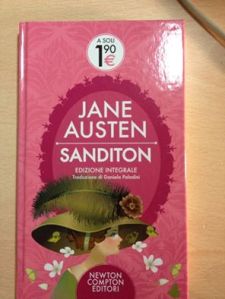 A SOLI
1,90
€
JANE
AUSTEN
SANDITON
EDIZIONE INTEGRALE
Traduzione di Daniela Paladini
NEWTON
COMPTON
EDITORI